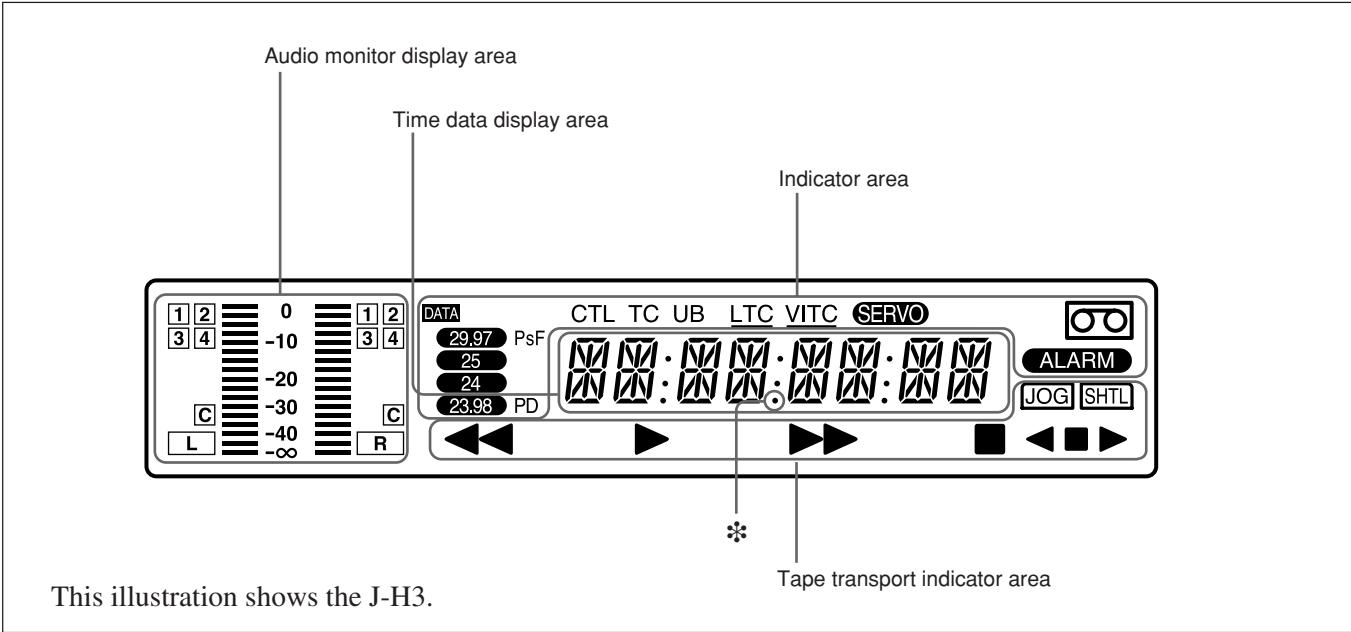 Audio monitor display area
Time data display area
Indicator area
1 2 0 1 2 DATA CTL TC UB LTC VITC SERVO
3 4 -10 3 4 29.97 PsF
25 ALARM
-20 24
C -30 C 23.98 PD JOG SHTL
L -40 R
-∞
✻
Tape transport indicator area
This illustration shows the J-H3.